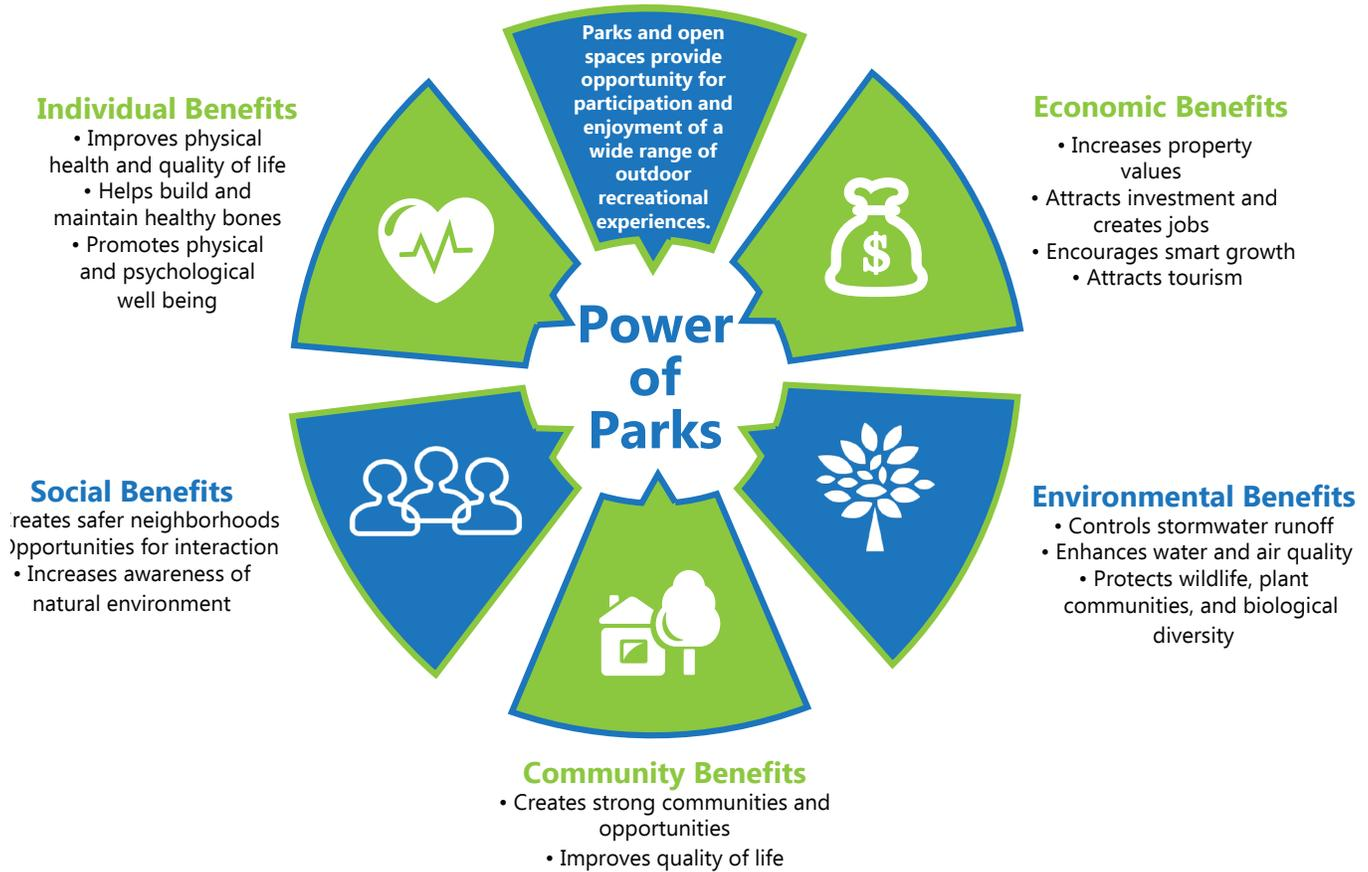 Parks and open
spaces provide
opportunity for
participation and
enjoyment of a
wide range of
outdoor
recreational
experiences.
Individual Benefits
• Improves physical
health and quality of life
• Helps build and
maintain healthy bones
• Promotes physical
and psychological
well being
Economic Benefits
• Increases property
values
• Attracts investment and
creates jobs
• Encourages smart growth
• Attracts tourism
$
Power
of
Parks
Social Benefits
reates safer neighborhoods
pportunities for interaction
• Increases awareness of
natural environment
Environmental Benefits
• Controls stormwater runoff
• Enhances water and air quality
• Protects wildlife, plant
communities, and biological
diversity
Community Benefits
• Creates strong communities and
opportunities
• Improves quality of life